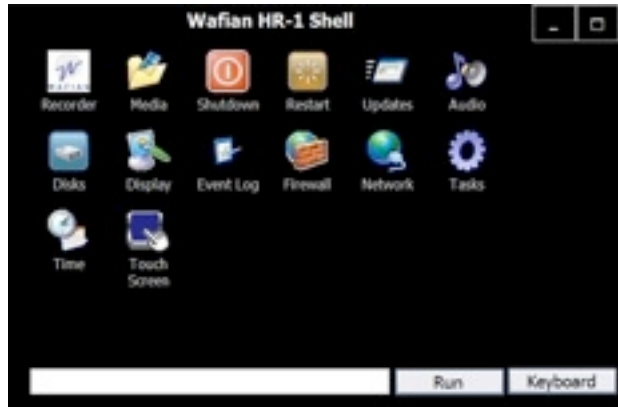 Wafian HR-1 Shell
W
WAFIAN
Recorder
Media
Shutdown
Restart
Updates
Audio
Disks
Display
Event Log
Firewall
Network
Tasks
Time
Touch
Screen
Run
Keyboard